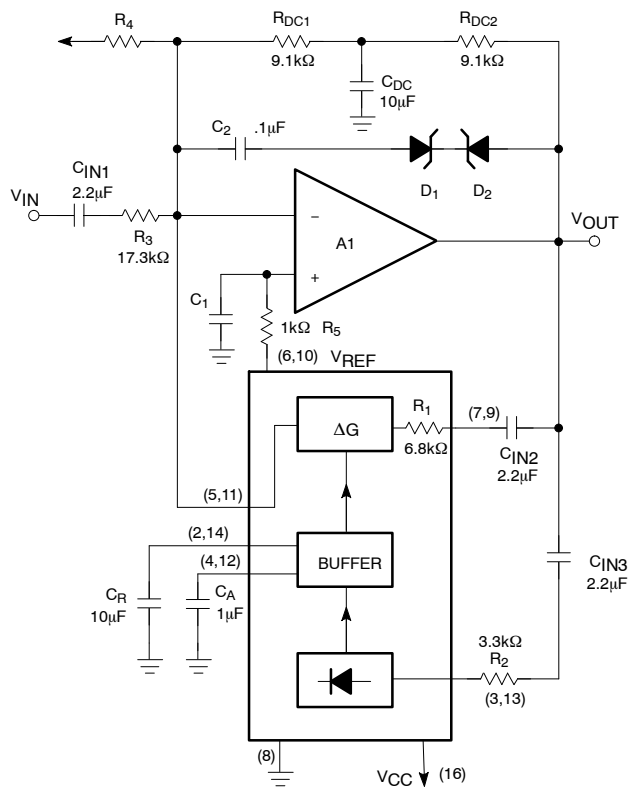 R4
RDC1
RDC2
9.1kΩ
9.1kΩ
CDC
10μF
C2
.1μF
D1
D2
CIN1
2.2μF
VIN
R3
17.3kΩ
−
A1
+
VOUT
C1
1kΩ R5
(6,10)
VREF
ΔG
R1
6.8kΩ
(7,9)
CIN2
2.2μF
(5,11)
(2,14)
(4,12)
BUFFER
CR
10μF
CA
1μF
CIN3
2.2μF
3.3kΩ
R2
(3,13)
(8)
VCC
(16)